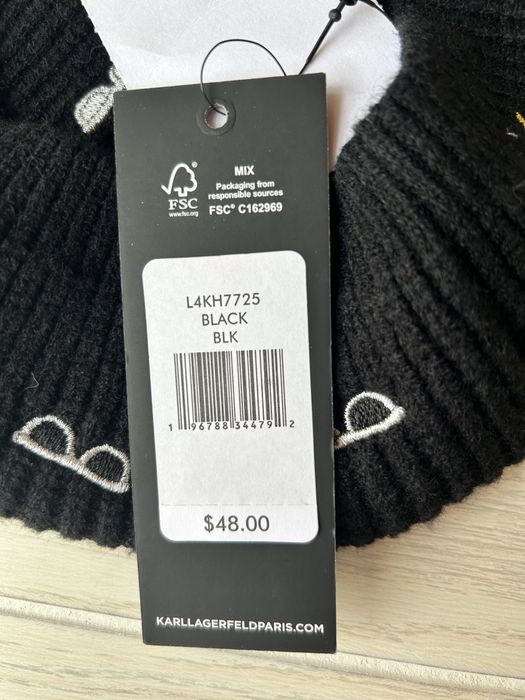 MIX
Packaging from
responsible sources
FSC® C162969
FSC
www.fsc.org
L4KH7725
BLACK
BLK
1 96788 34479 2
$48.00
KARLLAGERFELDPARIS.COM